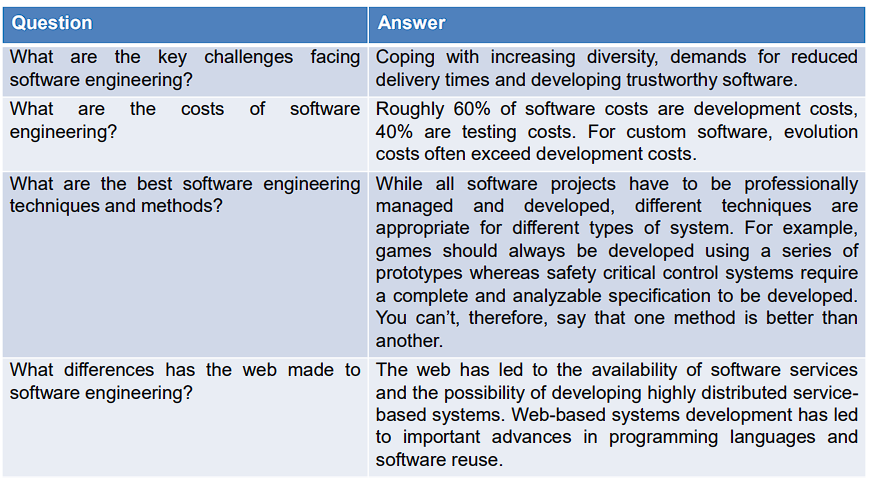 Question
Answer
What are the key challenges facing
software engineering?
Coping with increasing diversity, demands for reduced
delivery times and developing trustworthy software.
What are the costs of software
engineering?
Roughly 60% of software costs are development costs,
40% are testing costs. For custom software, evolution
costs often exceed development costs.
What are the best software engineering
techniques and methods?
While all software projects have to be professionally
managed and developed, different techniques are
appropriate for different types of system. For example,
games should always be developed using a series of
prototypes whereas safety critical control systems require
a complete and analyzable specification to be developed.
You can’t, therefore, say that one method is better than
another.
What differences has the web made to
software engineering?
The web has led to the availability of software services
and the possibility of developing highly distributed service-
based systems. Web-based systems development has led
to important advances in programming languages and
software reuse.